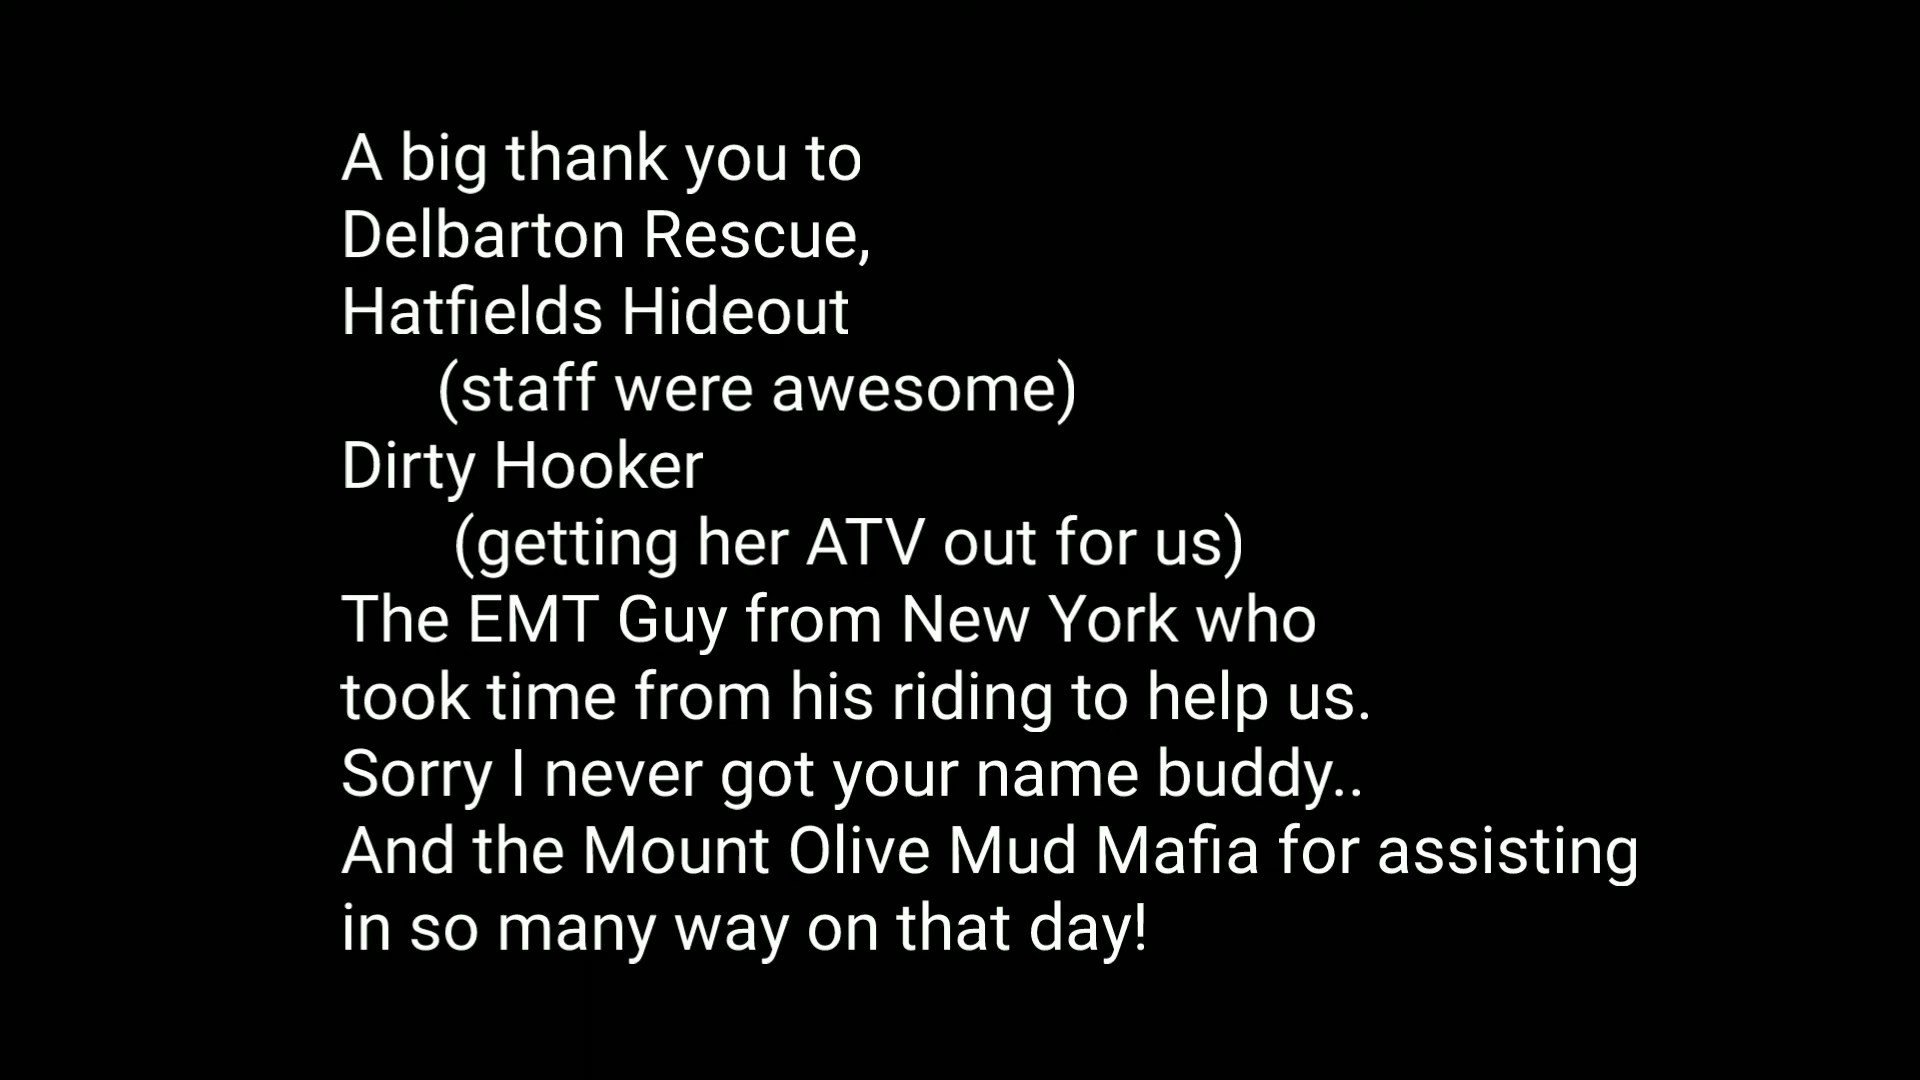 A big thank you to
Delbarton Rescue,
Hatfields Hideout
(staff were awesome)
Dirty Hooker
(getting her ATV out for us)
The EMT Guy from New York who
took time from his riding to help us.
Sorry I never got your name buddy..
And the Mount Olive Mud Mafia for assisting
in so many way on that day!